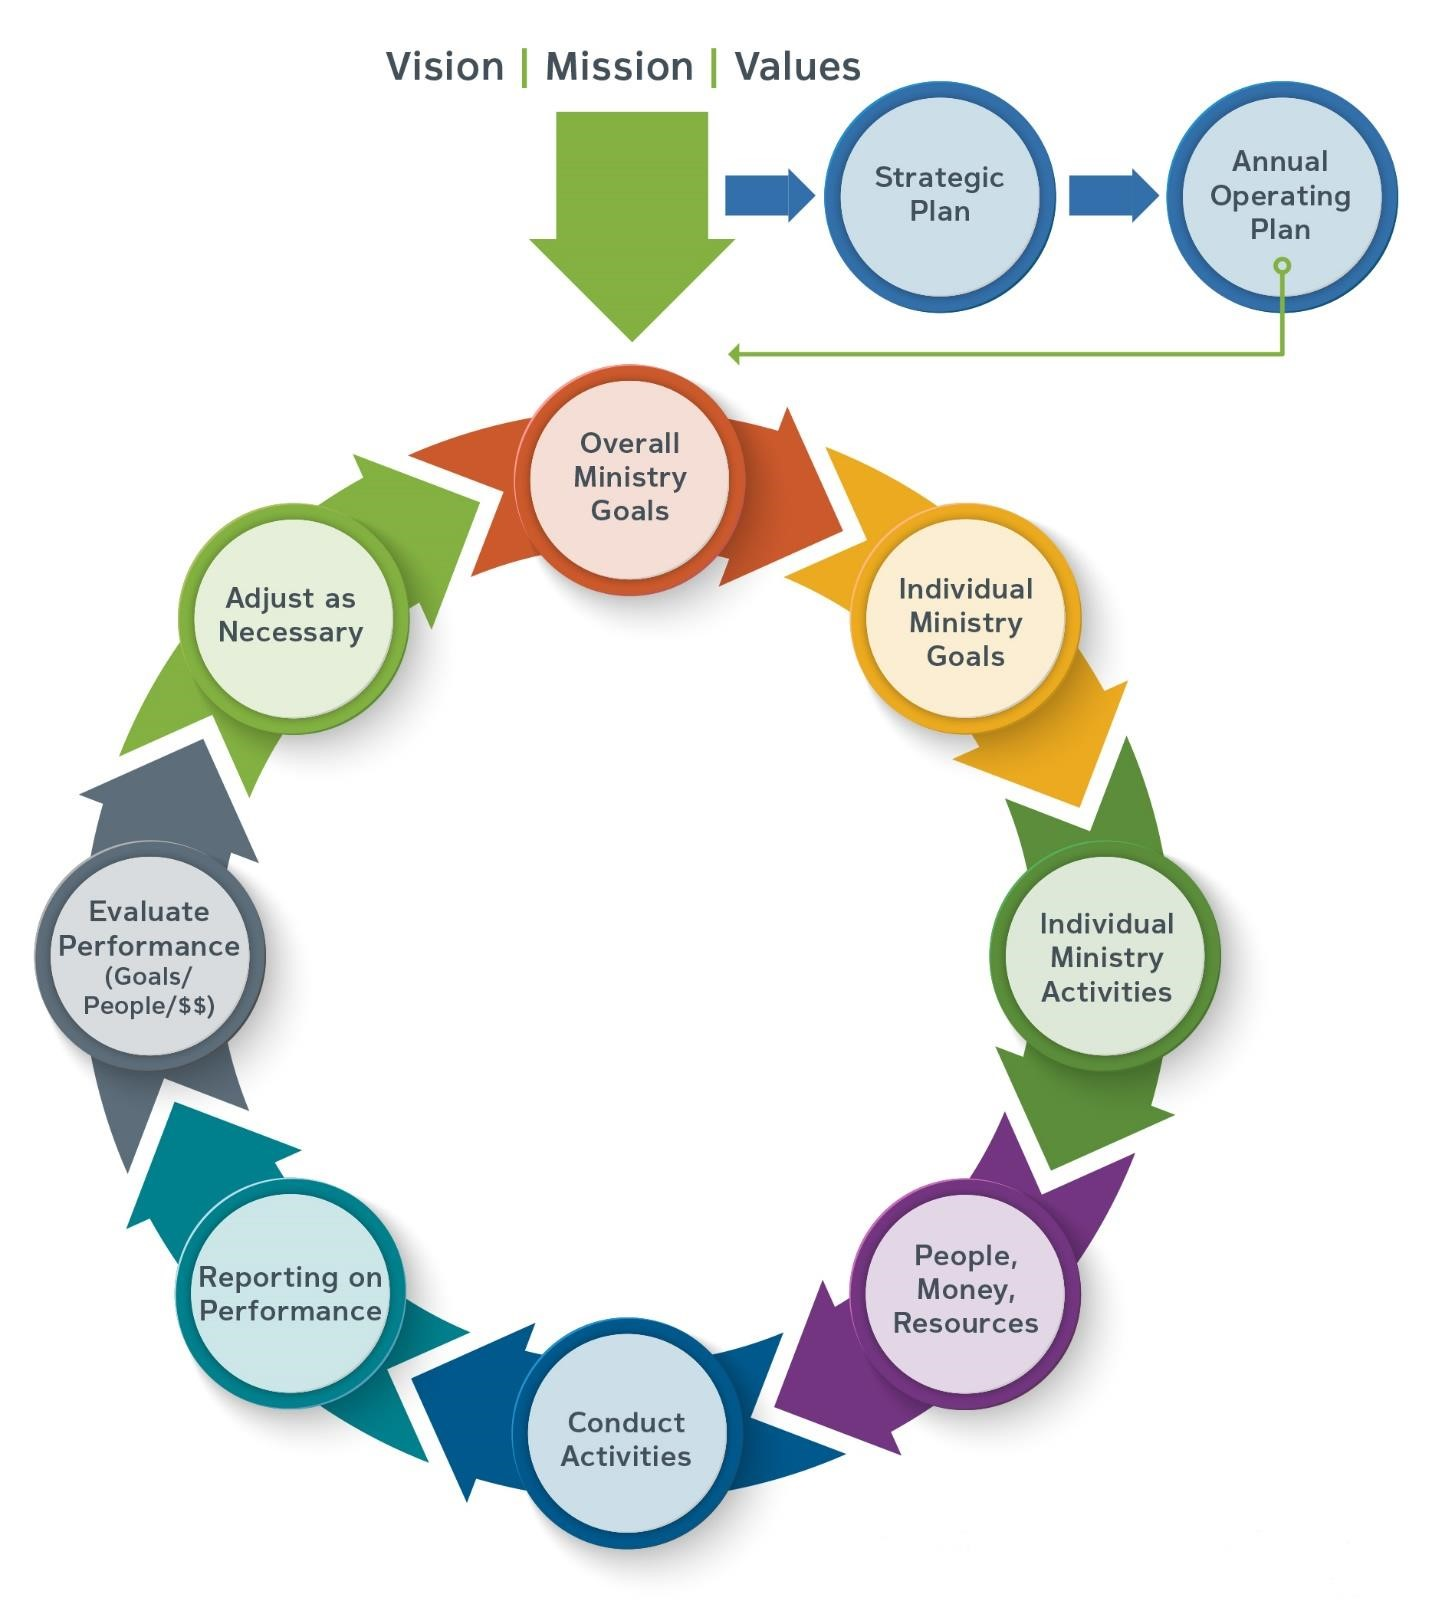 Vision | Mission | Values
Strategic
Plan
Annual
Operating
Plan
Overall
Ministry
Goals
Individual
Ministry
Goals
Individual
Ministry
Activities
People,
Money,
Resources
Conduct
Activities
Reporting on
Performance
Evaluate
Performance
(Goals/
People/$$)
Adjust as
Necessary